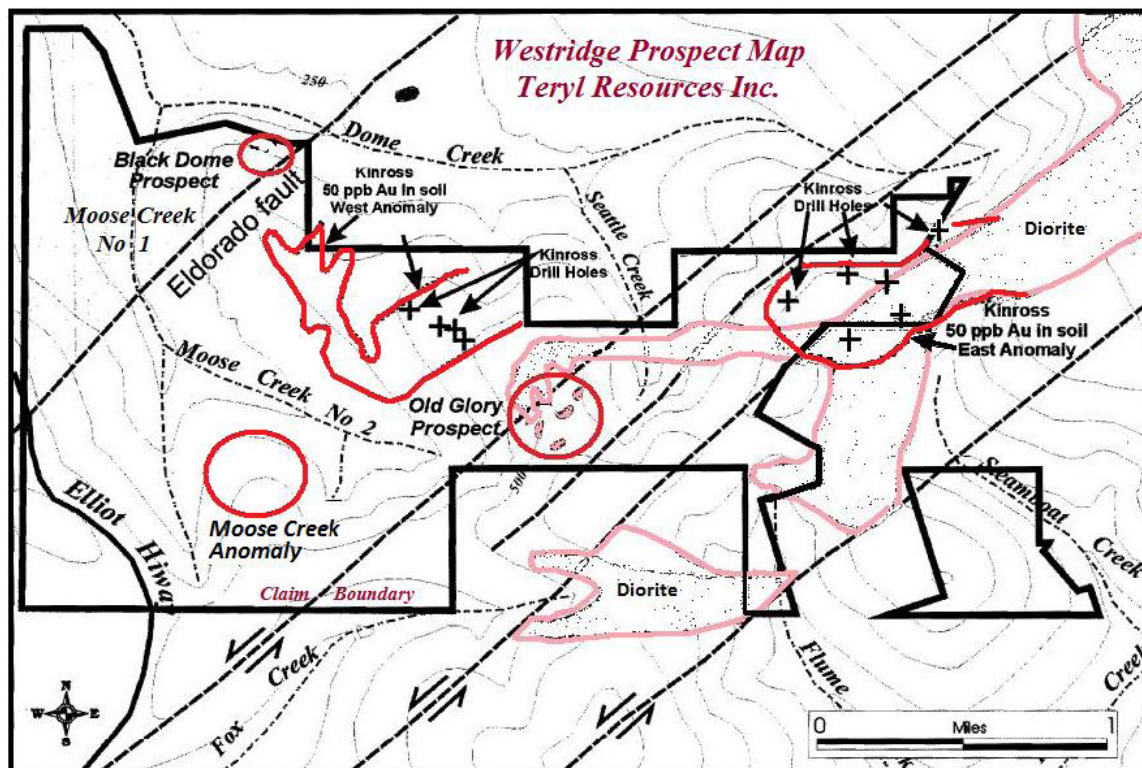 Westridge Prospect Map
Teryl Resources Inc.
250
Dome
Creek
Black Dome
Prospect
Kinross
50 ppb Au in soil
West Anomaly
Moose Creek
No 1
Eldorado fault
Kinross
Drill Holes
Seattle
Creek
Kinross
Drill Holes
Diorite
Kinross
50 ppb Au in soil
East Anomaly
Moose Creek No 2
Old Glory
Prospect
500
Moose Creek
Anomaly
Elliot
Hiway
Claim Boundary
Diorite
Steamboat
Creek
Fox
Creek
Flume
Creek
N
W E
S
0 Miles 1